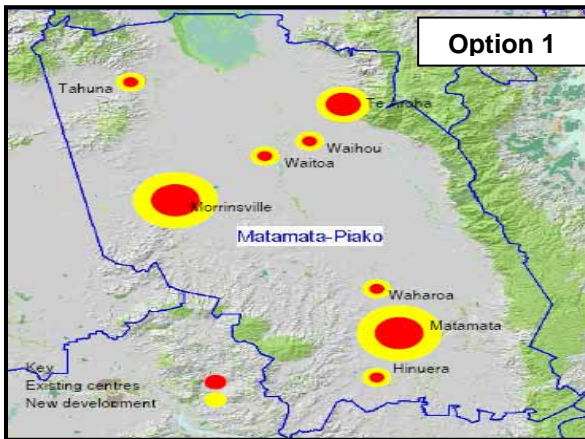 Option 1
Tahuna
Te Aroha
Waihou
Waitoa
Morrinsville
Matamata-Piako
Waharoa
Matamata
Hinuera
Key
Existing centres
New development